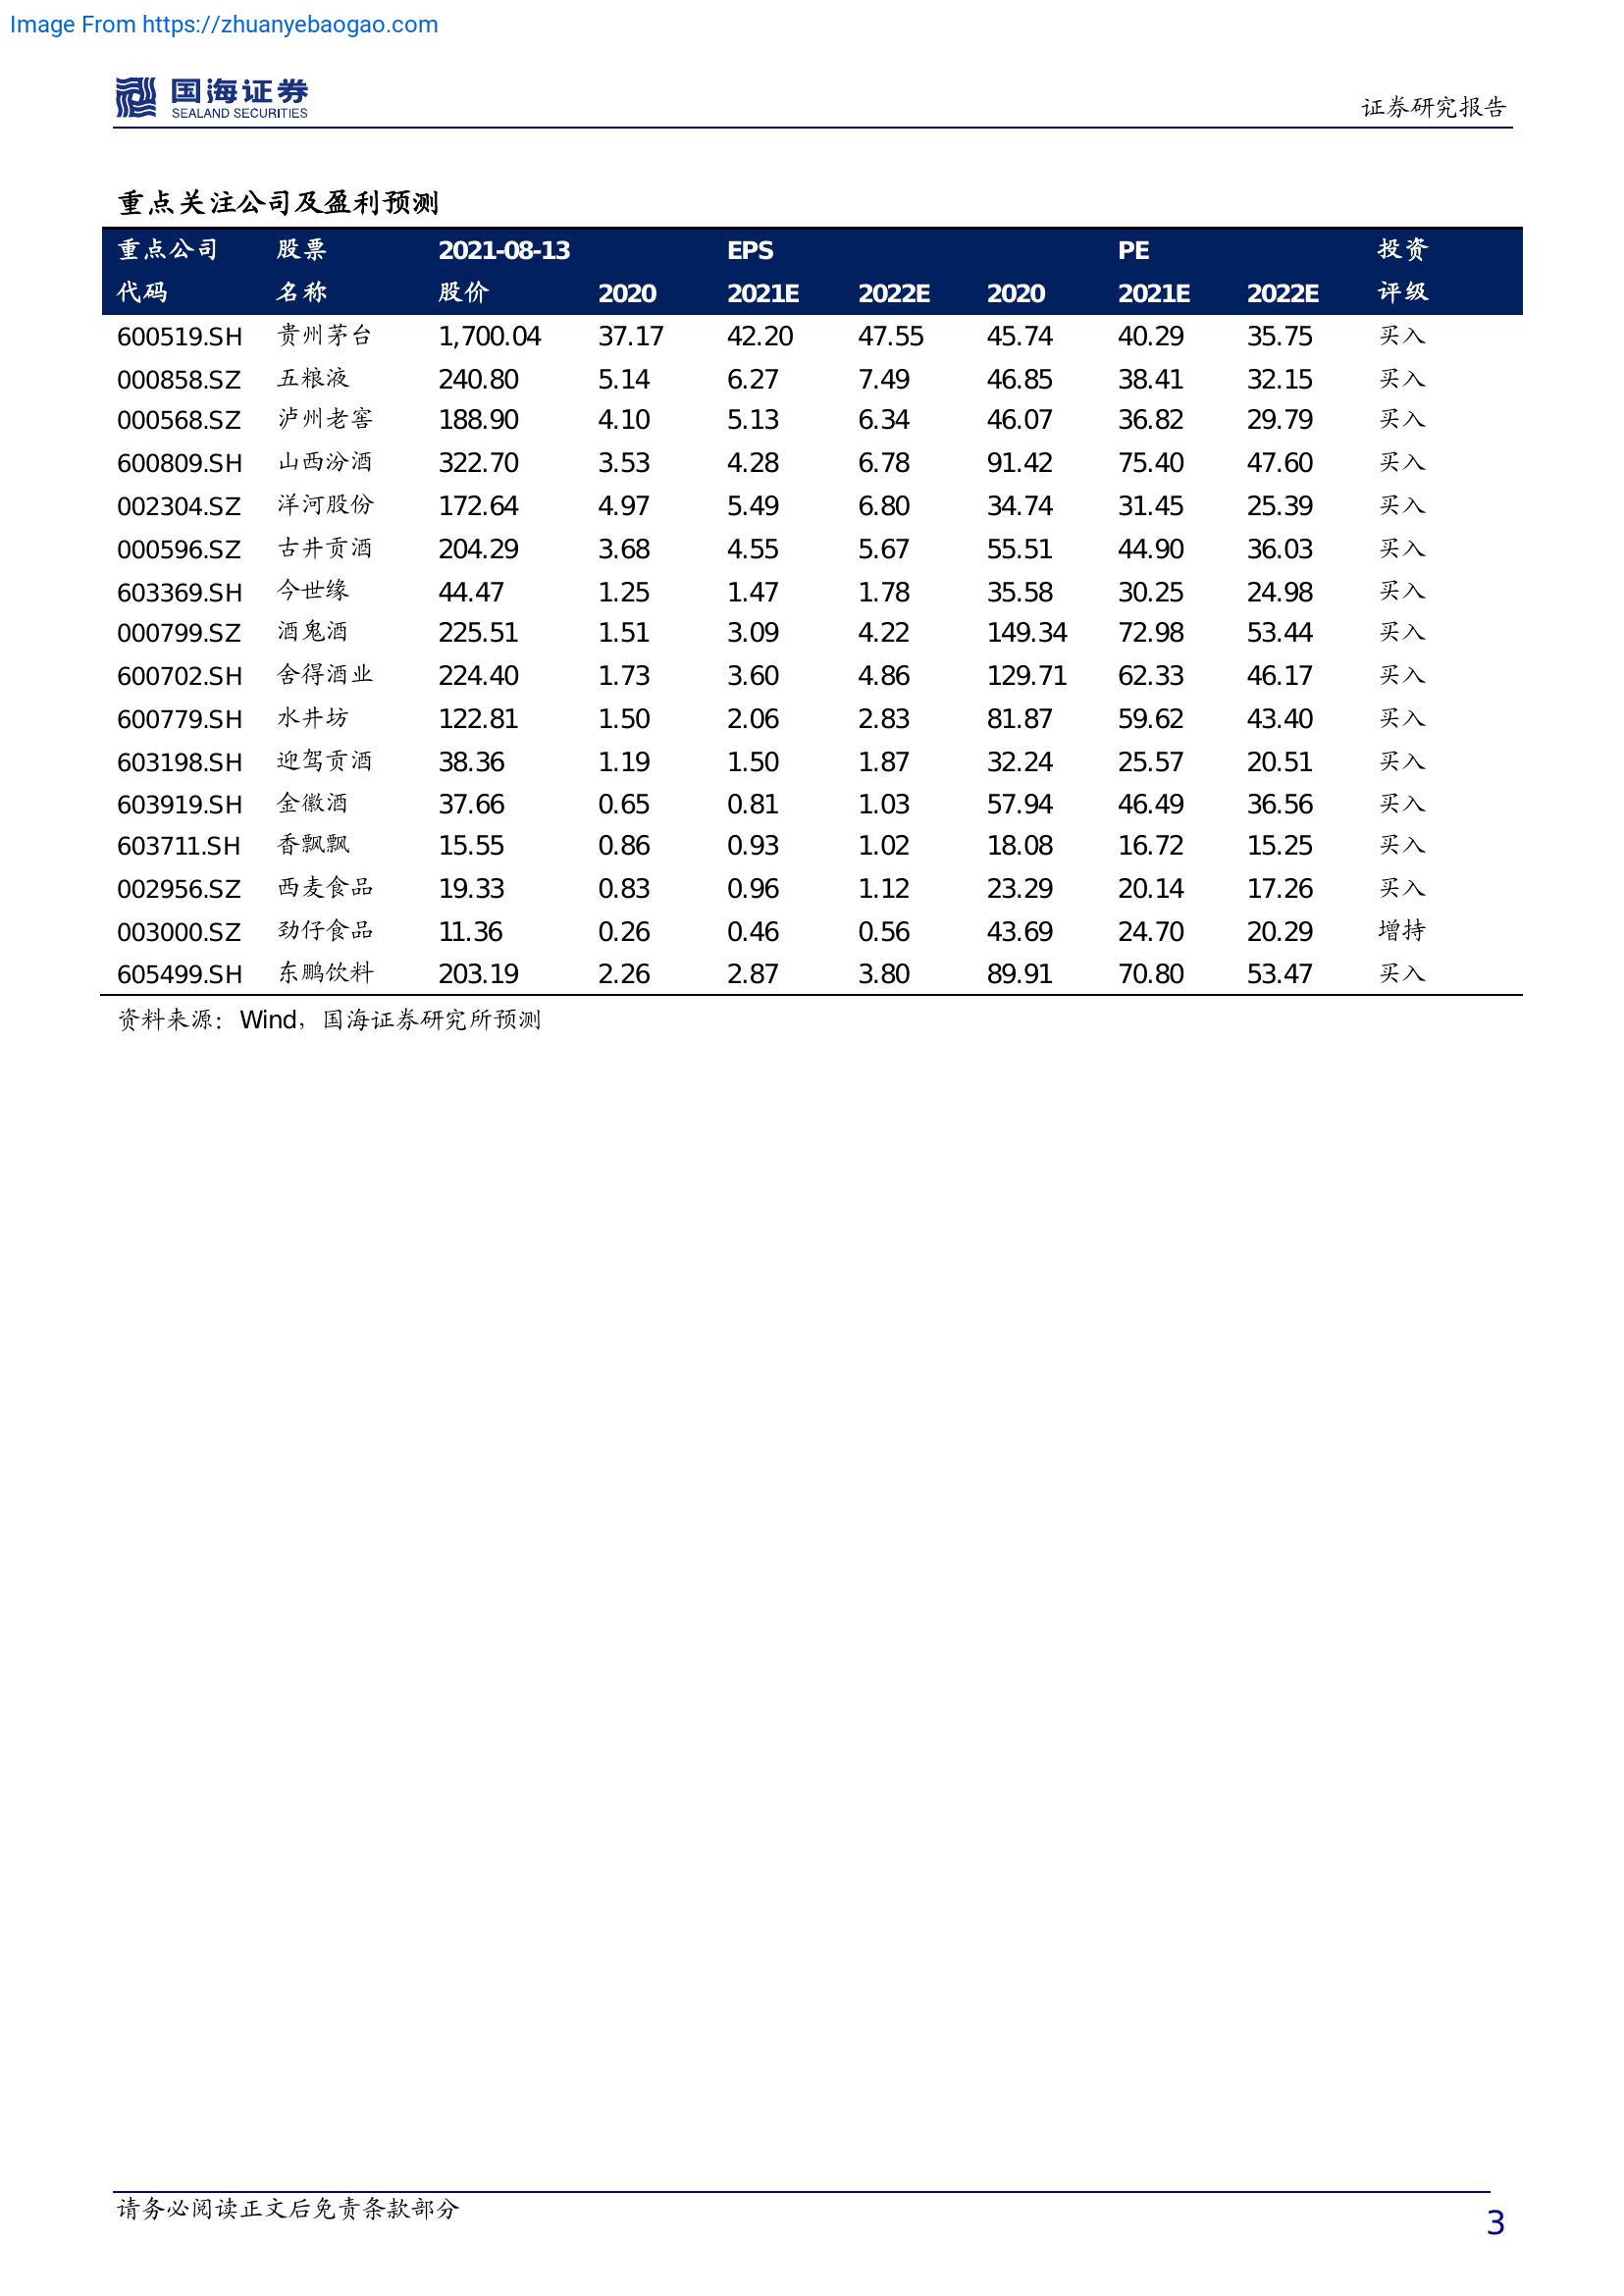 Image From https://zhuanyebaogao.com
国海证券
SEALAND SECURITIES
证券研究报告
重点关注公司及盈利预测
重点公司 股票 2021-08-13 EPS PE 投资
代码 名称 股价 2020 2021E 2022E 2020 2021E 2022E 评级
600519.SH 贵州茅台 1,700.04 37.17 42.20 47.55 45.74 40.29 35.75 买入
000858.SZ 五粮液 240.80 5.14 6.27 7.49 46.85 38.41 32.15 买入
000568.SZ 泸州老窖 188.90 4.10 5.13 6.34 46.07 36.82 29.79 买入
600809.SH 山西汾酒 322.70 3.53 4.28 6.78 91.42 75.40 47.60 买入
002304.SZ 洋河股份 172.64 4.97 5.49 6.80 34.74 31.45 25.39 买入
000596.SZ 古井贡酒 204.29 3.68 4.55 5.67 55.51 44.90 36.03 买入
603369.SH 今世缘 44.47 1.25 1.47 1.78 35.58 30.25 24.98 买入
000799.SZ 酒鬼酒 225.51 1.51 3.09 4.22 149.34 72.98 53.44 买入
600702.SH 舍得酒业 224.40 1.73 3.60 4.86 129.71 62.33 46.17 买入
600779.SH 水井坊 122.81 1.50 2.06 2.83 81.87 59.62 43.40 买入
603198.SH 迎驾贡酒 38.36 1.19 1.50 1.87 32.24 25.57 20.51 买入
603919.SH 金徽酒 37.66 0.65 0.81 1.03 57.94 46.49 36.56 买入
603711.SH 香飘飘 15.55 0.86 0.93 1.02 18.08 16.72 15.25 买入
002956.SZ 西麦食品 19.33 0.83 0.96 1.12 23.29 20.14 17.26 买入
003000.SZ 劲仔食品 11.36 0.26 0.46 0.56 43.69 24.70 20.29 增持
605499.SH 东鹏饮料 203.19 2.26 2.87 3.80 89.91 70.80 53.47 买入
资料来源：Wind，国海证券研究所预测
请务必阅读正文后免责条款部分
3